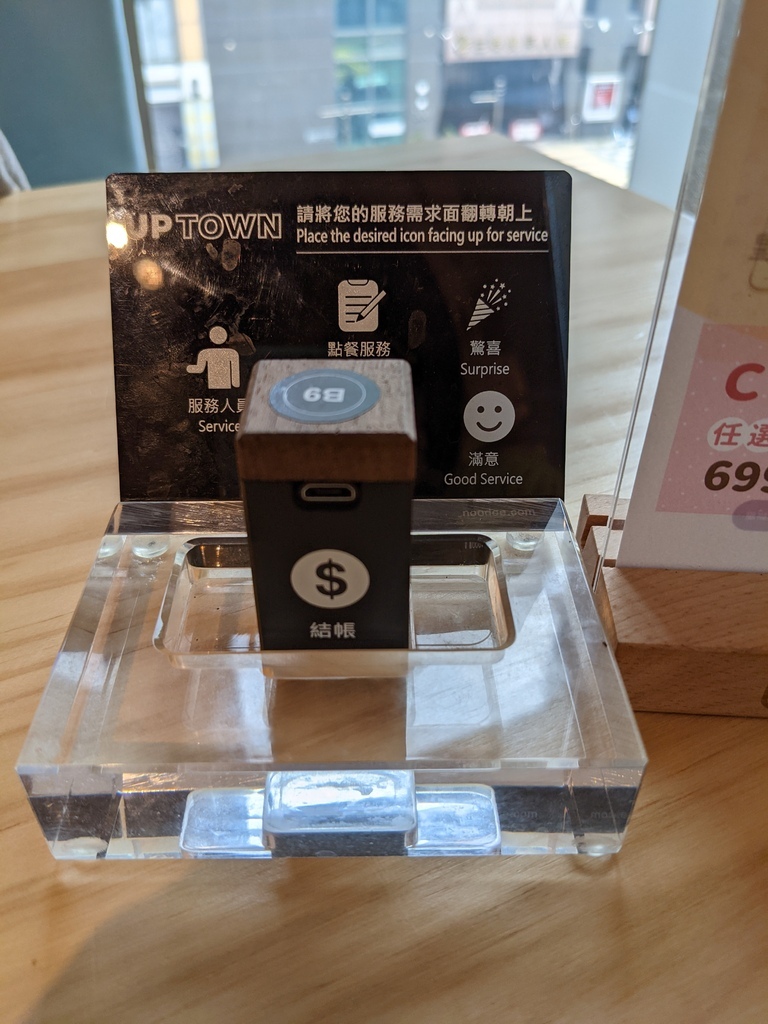 UPTOWN
請將您的服務需求面翻轉朝上
Place the desired icon facing up for service
點餐服務
驚喜
Surprise
服務人員
Service
滿意
Good Service
B9
$
結帳
noodoe.com
C
任選
699